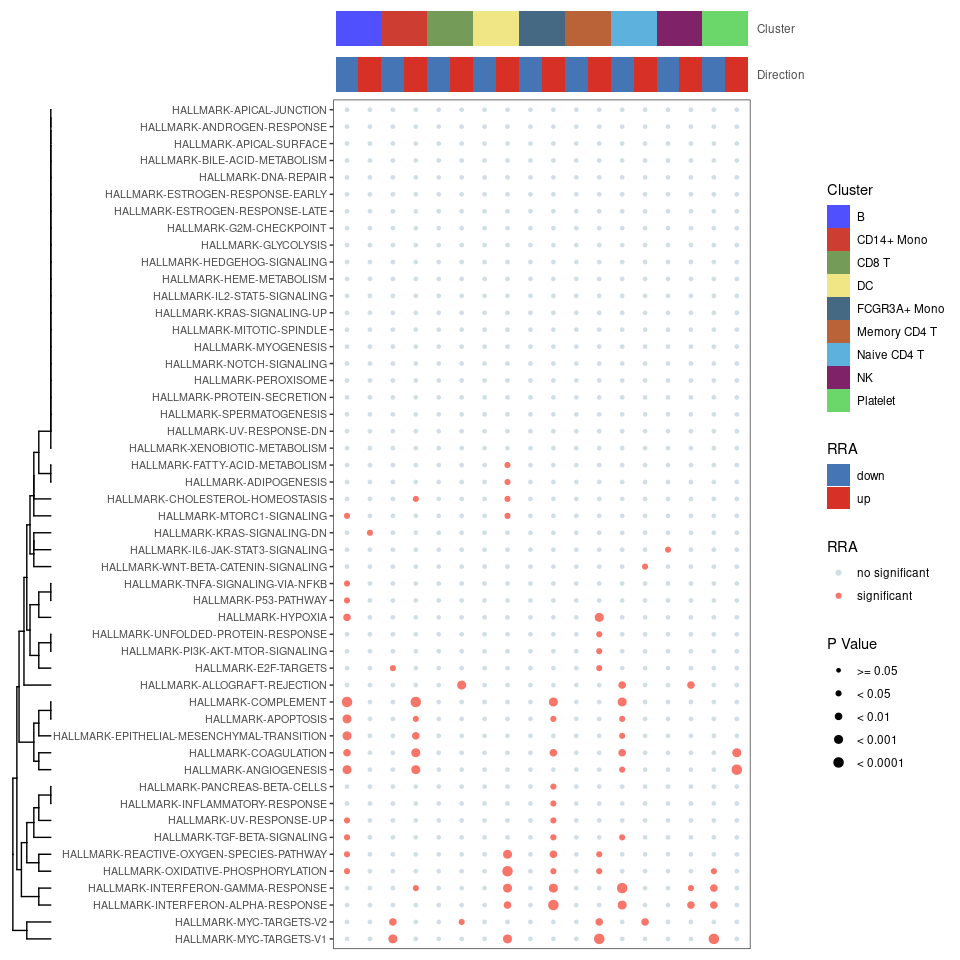 Cluster
Direction
HALLMARK-APICAL-JUNCTION
HALLMARK-ANDROGEN-RESPONSE
HALLMARK-APICAL-SURFACE
HALLMARK-BILE-ACID-METABOLISM
HALLMARK-DNA-REPAIR
HALLMARK-ESTROGEN-RESPONSE-EARLY
HALLMARK-ESTROGEN-RESPONSE-LATE
HALLMARK-G2M-CHECKPOINT
HALLMARK-GLYCOLYSIS
HALLMARK-HEDGEHOG-SIGNALING
HALLMARK-HEME-METABOLISM
HALLMARK-IL2-STAT5-SIGNALING
HALLMARK-KRAS-SIGNALING-UP
HALLMARK-MITOTIC-SPINDLE
HALLMARK-MYOGENESIS
HALLMARK-NOTCH-SIGNALING
HALLMARK-PEROXISOME
HALLMARK-PROTEIN-SECRETION
HALLMARK-SPERMATOGENESIS
HALLMARK-UV-RESPONSE-DN
HALLMARK-XENOBIOTIC-METABOLISM
HALLMARK-FATTY-ACID-METABOLISM
HALLMARK-ADIPOGENESIS
HALLMARK-CHOLESTEROL-HOMEOSTASIS
HALLMARK-MTORC1-SIGNALING
HALLMARK-KRAS-SIGNALING-DN
HALLMARK-IL6-JAK-STAT3-SIGNALING
HALLMARK-WNT-BETA-CATENIN-SIGNALING
HALLMARK-TNFA-SIGNALING-VIA-NFKB
HALLMARK-P53-PATHWAY
HALLMARK-HYPOXIA
HALLMARK-UNFOLDED-PROTEIN-RESPONSE
HALLMARK-PI3K-AKT-MTOR-SIGNALING
HALLMARK-E2F-TARGETS
HALLMARK-ALLOGRAFT-REJECTION
HALLMARK-COMPLEMENT
HALLMARK-APOPTOSIS
HALLMARK-EPITHELIAL-MESENCHYMAL-TRANSITION
HALLMARK-COAGULATION
HALLMARK-ANGIOGENESIS
HALLMARK-PANCREAS-BETA-CELLS
HALLMARK-INFLAMMATORY-RESPONSE
HALLMARK-UV-RESPONSE-UP
HALLMARK-TGF-BETA-SIGNALING
HALLMARK-REACTIVE-OXYGEN-SPECIES-PATHWAY
HALLMARK-OXIDATIVE-PHOSPHORYLATION
HALLMARK-INTERFERON-GAMMA-RESPONSE
HALLMARK-INTERFERON-ALPHA-RESPONSE
HALLMARK-MYC-TARGETS-V2
HALLMARK-MYC-TARGETS-V1
Cluster
B
CD14+ Mono
CD8 T
DC
FCGR3A+ Mono
Memory CD4 T
Naive CD4 T
NK
Platelet
RRA
down
up
RRA
no significant
significant
P Value
>= 0.05
< 0.05
< 0.01
< 0.001
< 0.0001